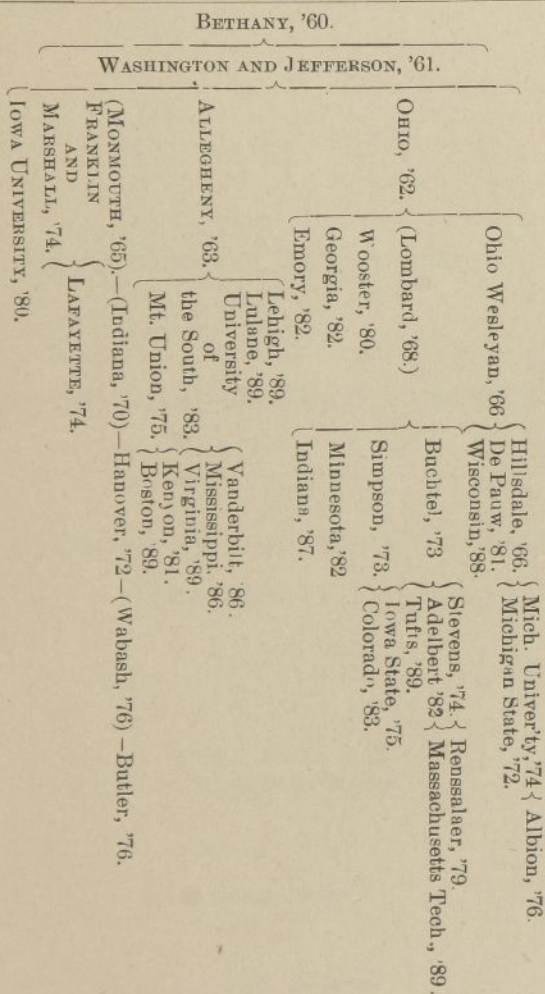 BETHANY, '60.
WASHINGTON AND JEFFERSON, '61.
OHIO, '62.
Ohio Wesleyan, '66
Hillsdale, '66.
De Pauw, '81.
Wisconsin, '88.
Mich. Univer'ty, '74
Michigan State, '72.
Albion, '76.
(Lombard, '68.)
Buchtel, '73
Stevens, '74.
Adelbert '82
Tufts, '89.
Renssalaer, '79.
Massachusetts Tech., '89.
Simpson, '73.
Iowa State, '75.
Colorado, '83.
Minnesota, '82
Indiana, '87.
Wooster, '80.
Georgia, '82.
Emory, '82.
ALLEGHENY, '63.
Lehigh, '89.
Lulane, '89.
University
of
the South, '83.
Vanderbilt, '86.
Mississippi. '86.
Virginia, '89.
Mt. Union, '75.
Kenyon, '81.
Boston, '89.
(MONMOUTH, '65).—(Indiana, '70)—Hanover, '72—(Wabash, '76)—Butler, '76.
FRANKLIN
AND
MARSHALL, '74.
LAFAYETTE, '74.
IOWA UNIVERSITY, '80.